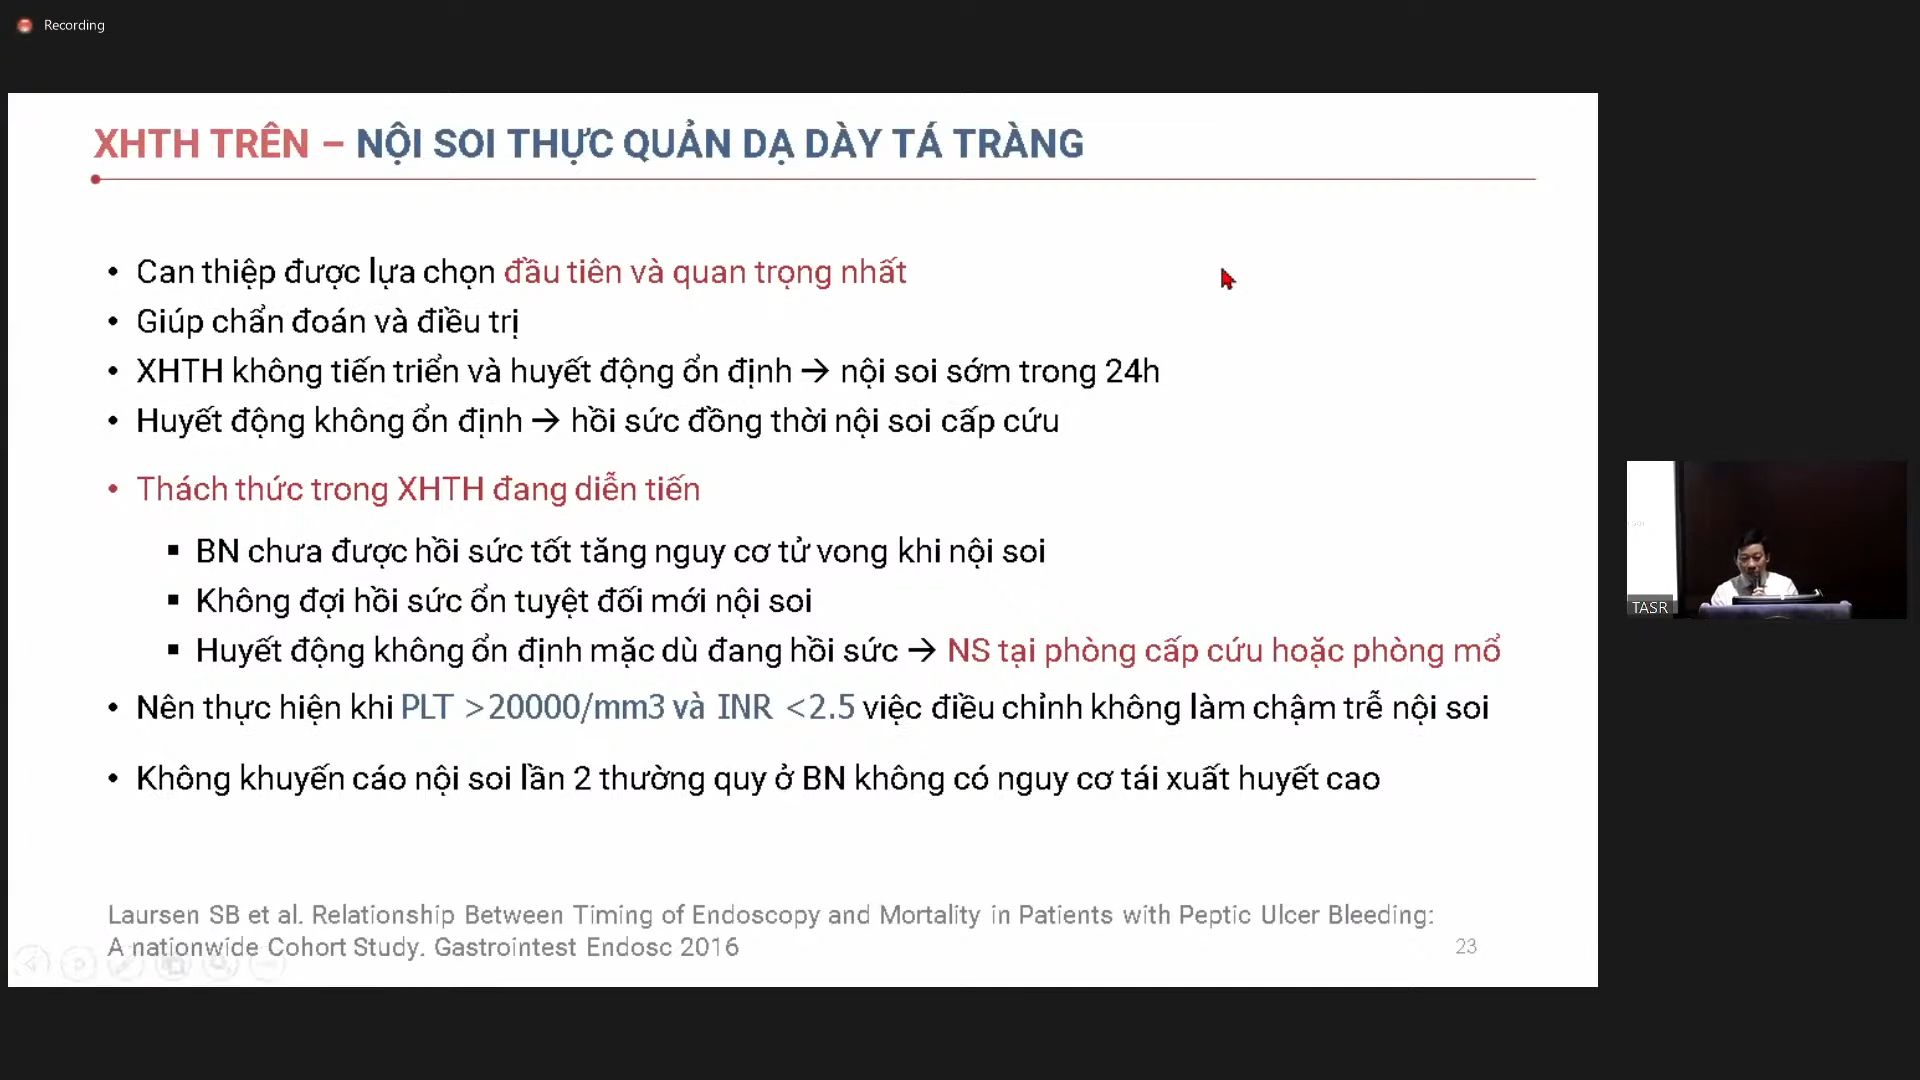 Recording
XHTH TRÊN – NỘI SOI THỰC QUẢN DẠ DÀY TÁ TRÀNG
• Can thiệp được lựa chọn đầu tiên và quan trọng nhất
• Giúp chẩn đoán và điều trị
• XHTH không tiến triển và huyết động ổn định → nội soi sớm trong 24h
• Huyết động không ổn định → hồi sức đồng thời nội soi cấp cứu
• Thách thức trong XHTH đang diễn tiến
▪ BN chưa được hồi sức tốt tăng nguy cơ tử vong khi nội soi
▪ Không đợi hồi sức ổn tuyệt đối mới nội soi
▪ Huyết động không ổn định mặc dù đang hồi sức → NS tại phòng cấp cứu hoặc phòng mổ
• Nên thực hiện khi PLT >20000/mm3 và INR <2.5 việc điều chỉnh không làm chậm trễ nội soi
• Không khuyến cáo nội soi lần 2 thường quy ở BN không có nguy cơ tái xuất huyết cao
Laursen SB et al. Relationship Between Timing of Endoscopy and Mortality in Patients with Peptic Ulcer Bleeding:
A nationwide Cohort Study. Gastrointest Endosc 2016
23
TASR